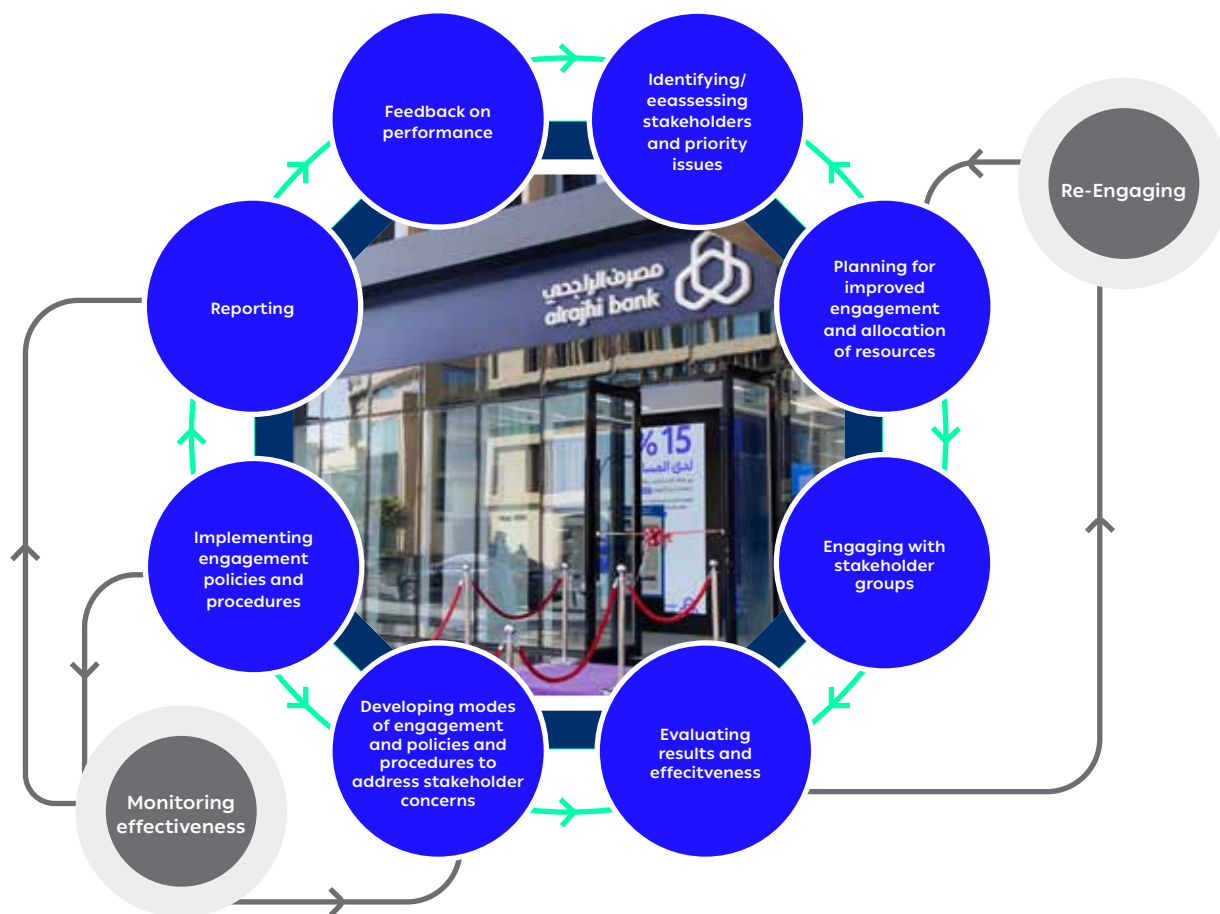 Feedback on
performance
Identifying/
eeassessing
stakeholders
and priority
issues
Re-Engaging
Planning for
improved
engagement
and allocation
of resources
Engaging with
stakeholder
groups
Evaluating
results and
effecitveness
Developing modes
of engagement
and policies and
procedures to
address stakeholder
concerns
Implementing
engagement
policies and
procedures
Reporting
Monitoring
effectiveness
مصرف الراجحي
alrajhi bank
% 15